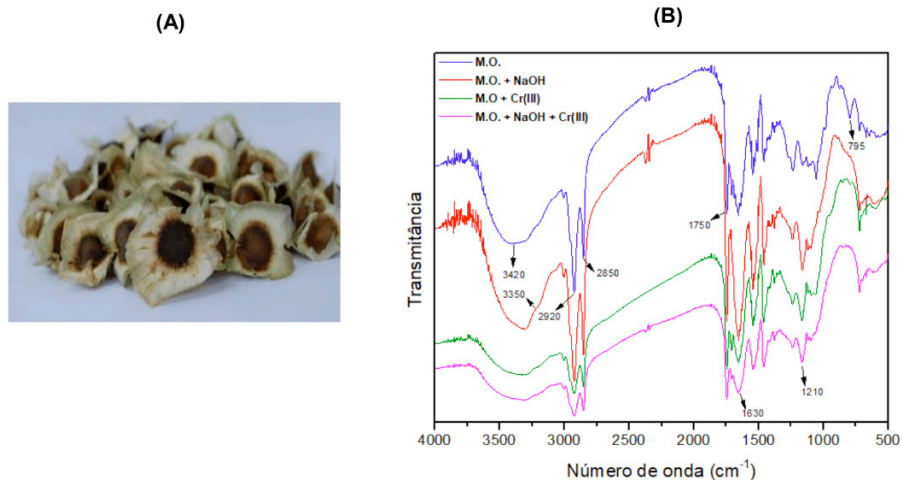 (A)
(B)
M.O.
M.O. + NaOH
M.O + Cr(III)
M.O. + NaOH + Cr(III)
795
1750
3420
2850
3350
2920
1210
1630
Transmitância
4000
3500
3000
2500
2000
1500
1000
500
Número de onda (cm⁻¹)